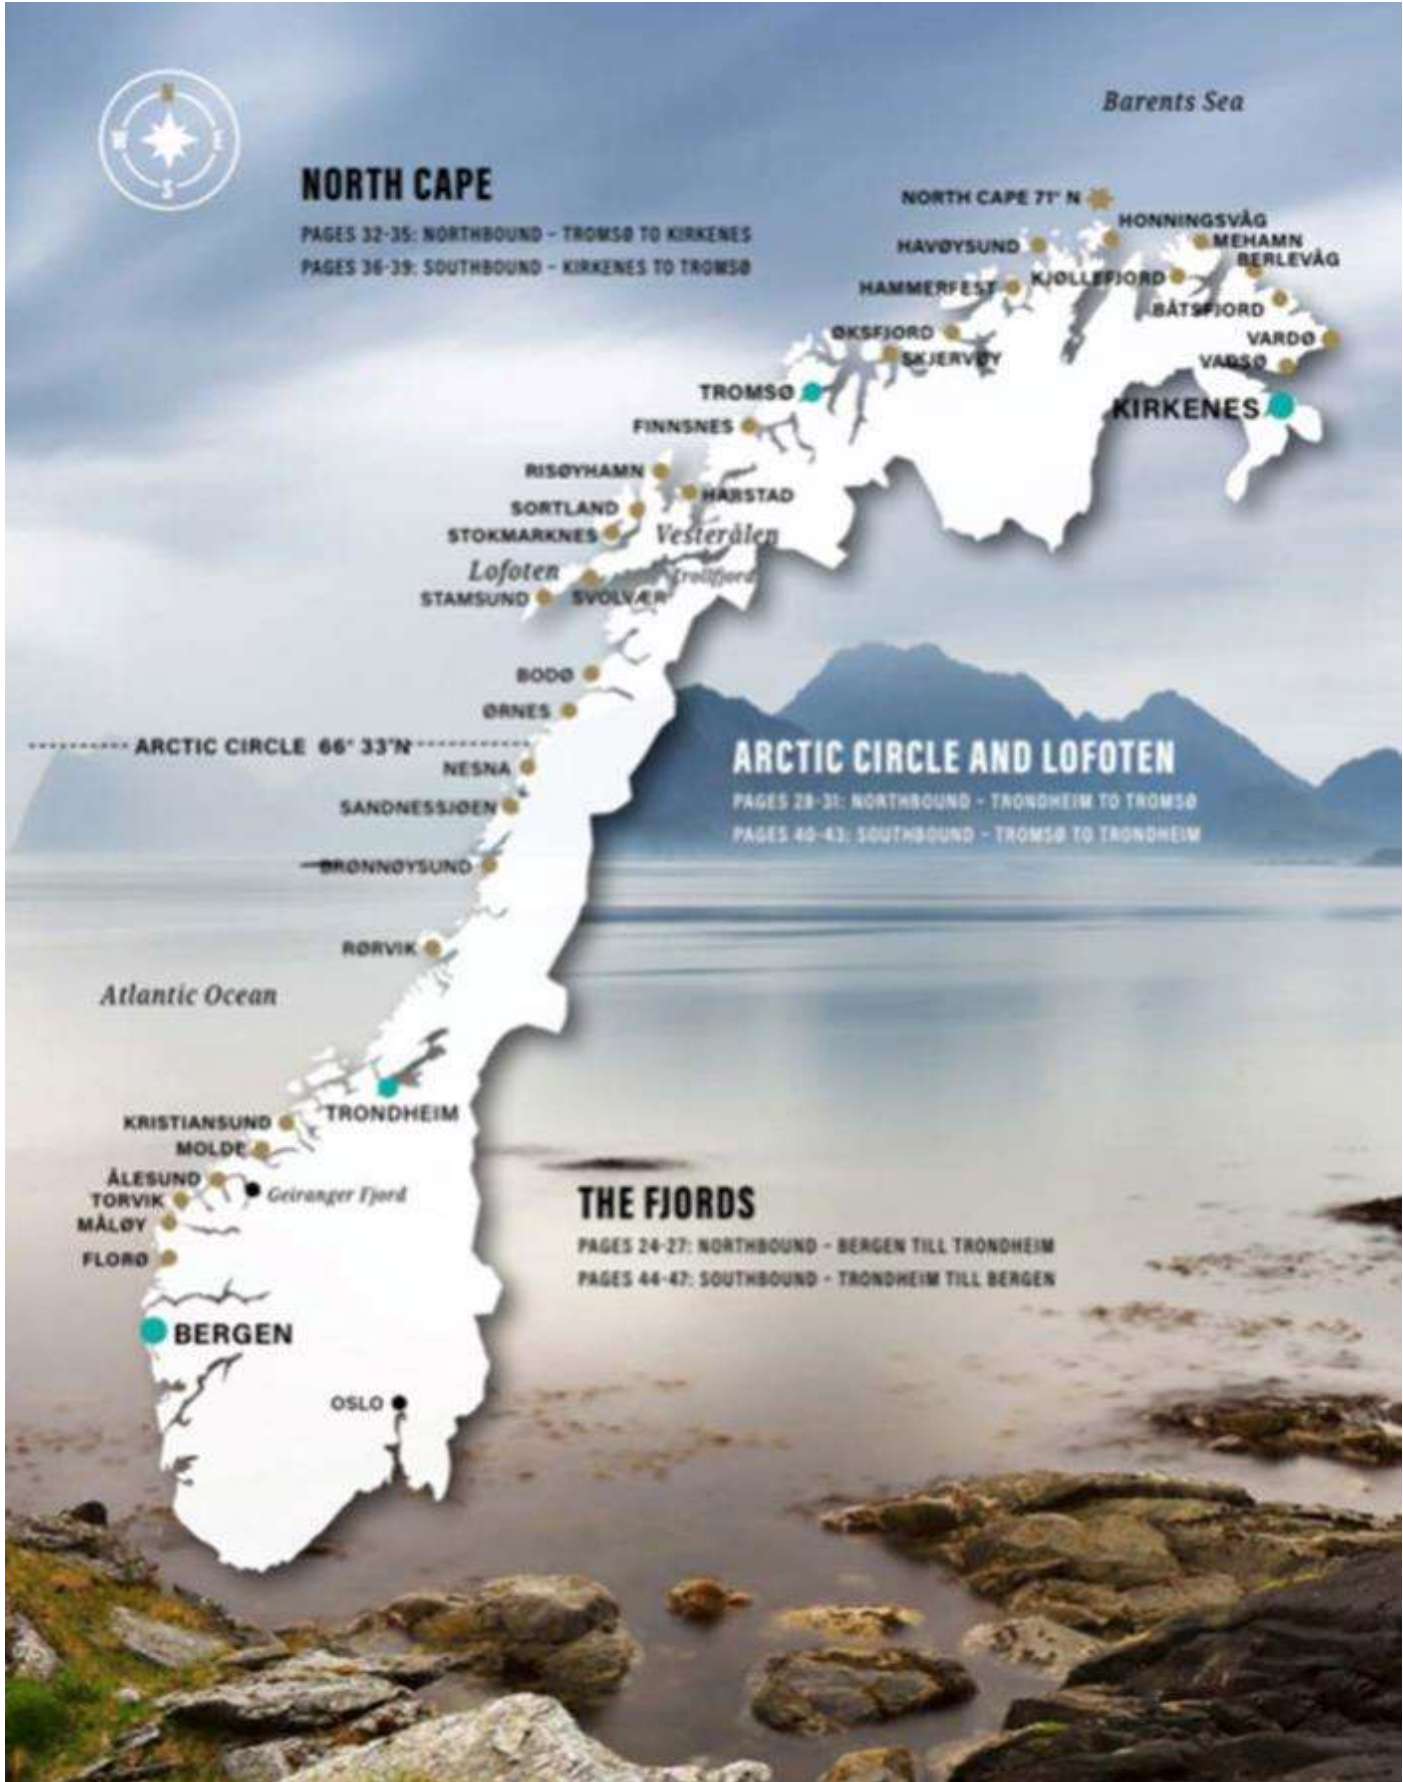 Barents Sea
N
W E
S
NORTH CAPE
PAGES 32-35: NORTHBOUND - TROMSØ TO KIRKENES
PAGES 36-39: SOUTHBOUND - KIRKENES TO TROMSØ
NORTH CAPE 71° N
HONNINGSVÅG
HAVØYSUND
MEHAMN
BERLEVÅG
HAMMERFEST
KJØLLEFJORD
BÅTSFJORD
ØKSFJORD
VARDØ
SKJERVØY
VADSØ
TROMSØ
KIRKENES
FINNSNES
RISØYHAMN
HARSTAD
SORTLAND
STOKMARKNES
Vesterålen
Lofoten
Trollfjord
STAMSUND
SVOLVÆR
BODØ
ØRNES
ARCTIC CIRCLE 66° 33'N
NESNA
ARCTIC CIRCLE AND LOFOTEN
PAGES 28-31: NORTHBOUND - TRONDHEIM TO TROMSØ
PAGES 40-43: SOUTHBOUND - TROMSØ TO TRONDHEIM
SANDNESSJØEN
BRØNNØYSUND
RØRVIK
Atlantic Ocean
TRONDHEIM
KRISTIANSUND
MOLDE
ÅLESUND
TORVIK
Geiranger Fjord
MÅLØY
FLORØ
THE FJORDS
PAGES 24-27: NORTHBOUND - BERGEN TILL TRONDHEIM
PAGES 44-47: SOUTHBOUND - TRONDHEIM TILL BERGEN
BERGEN
OSLO